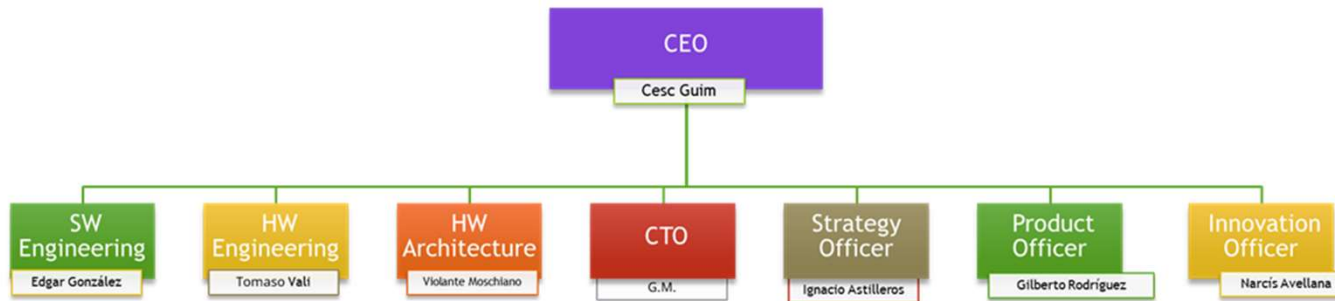 CEO
Cesc Guim
SW
Engineering
Edgar González
HW
Engineering
Tomaso Vali
HW
Architecture
Violante Moschiano
CTO
G.M.
Strategy
Officer
Ignacio Astilleros
Product
Officer
Gilberto Rodríguez
Innovation
Officer
Narcís Avellana